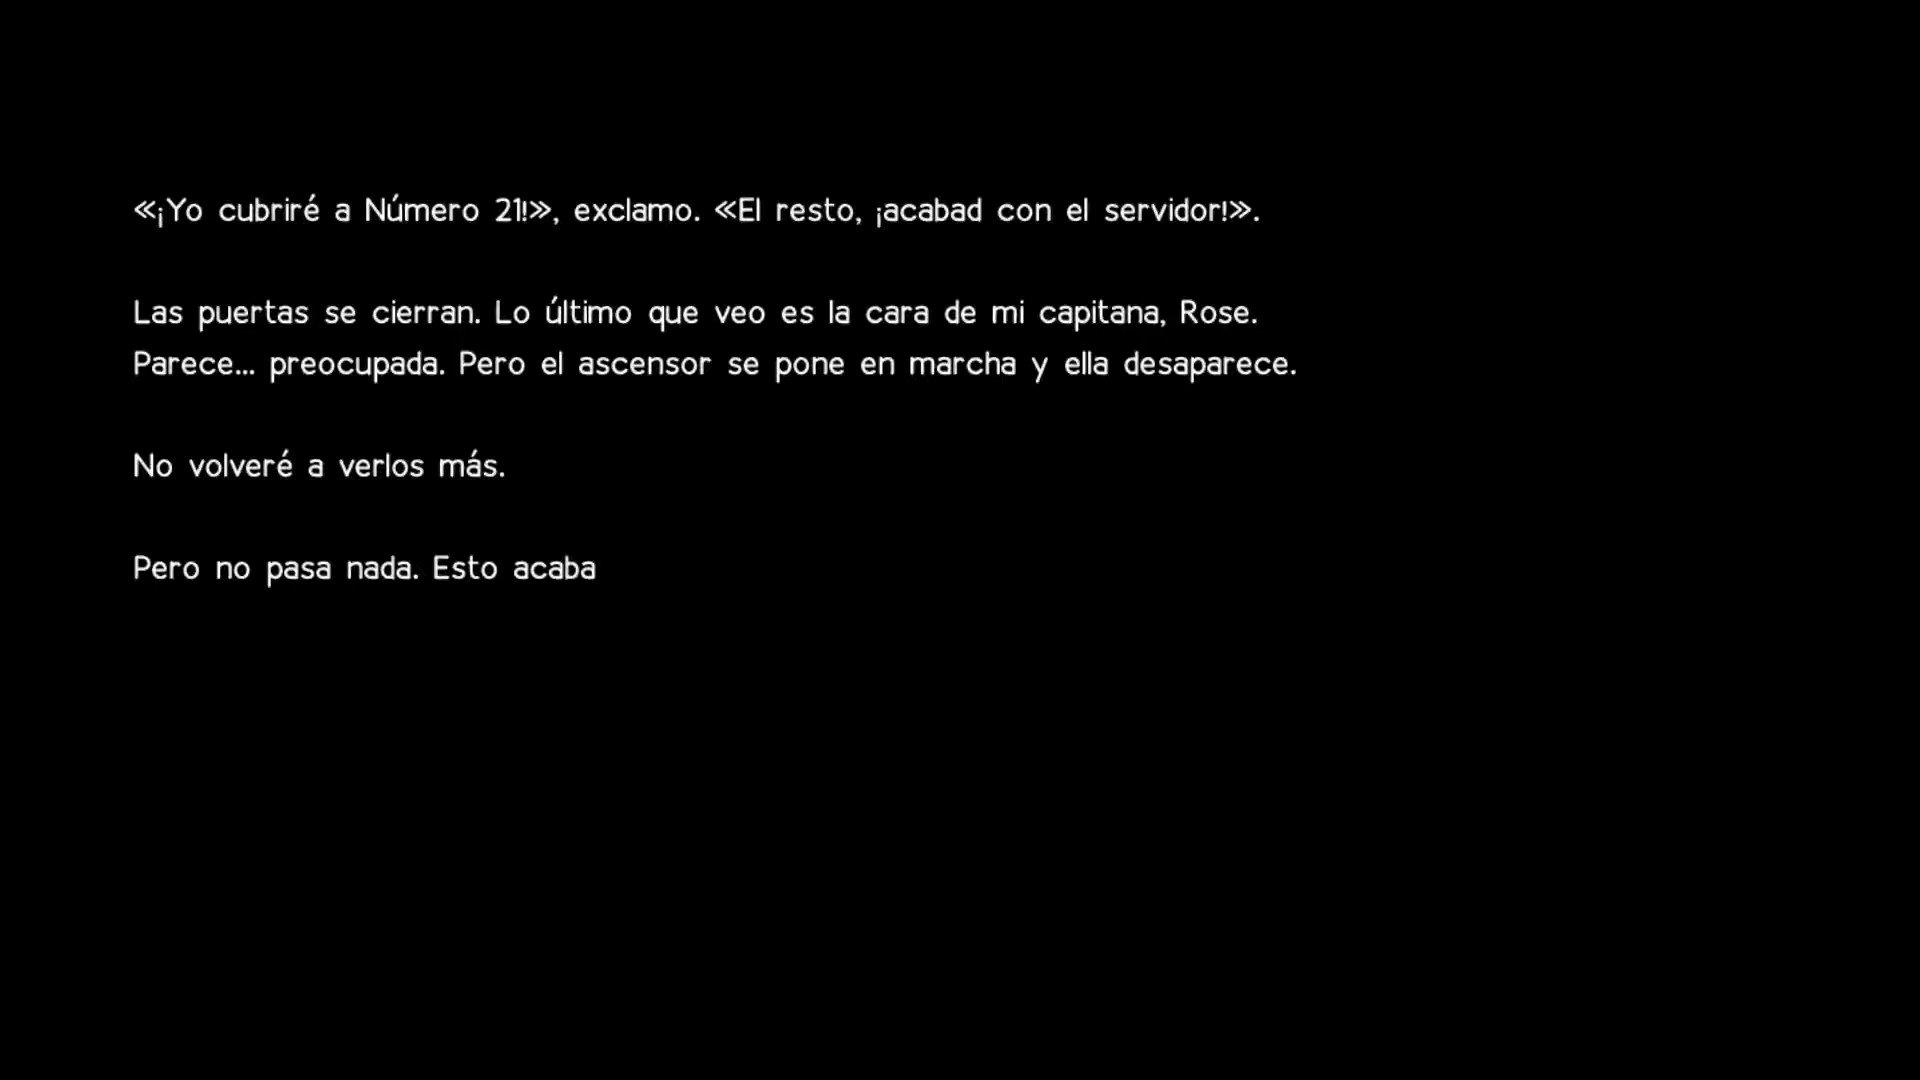 «¡Yo cubriré a Número 21!», exclamo. «El resto, ¡acabad con el servidor!».
Las puertas se cierran. Lo último que veo es la cara de mi capitana, Rose.
Parece... preocupada. Pero el ascensor se pone en marcha y ella desaparece.
No volveré a verlos más.
Pero no pasa nada. Esto acaba